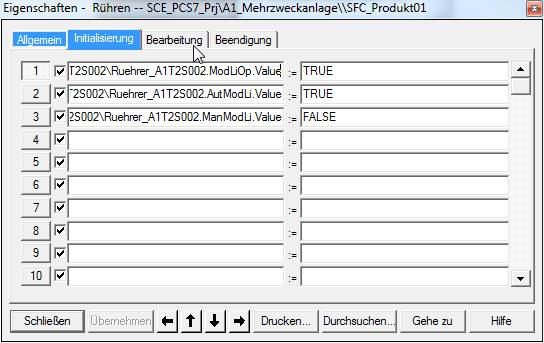 Eigenschaften - Rühren -- SCE_PCS7_Prj\A1_Mehrzweckanlage\\SFC_Produkt01
Allgemein Initialisierung Bearbeitung Beendigung
1 T2S002\Ruehrer_A1T2S002.ModLiOp.Value := TRUE
2 T2S002\Ruehrer_A1T2S002.AutModLi.Value := TRUE
3 2S002\Ruehrer_A1T2S002.ManModLi.Value := FALSE
4 :=
5 :=
6 :=
7 :=
8 :=
9 :=
10 :=
Schließen Übernehmen Drucken... Durchsuchen... Gehe zu Hilfe